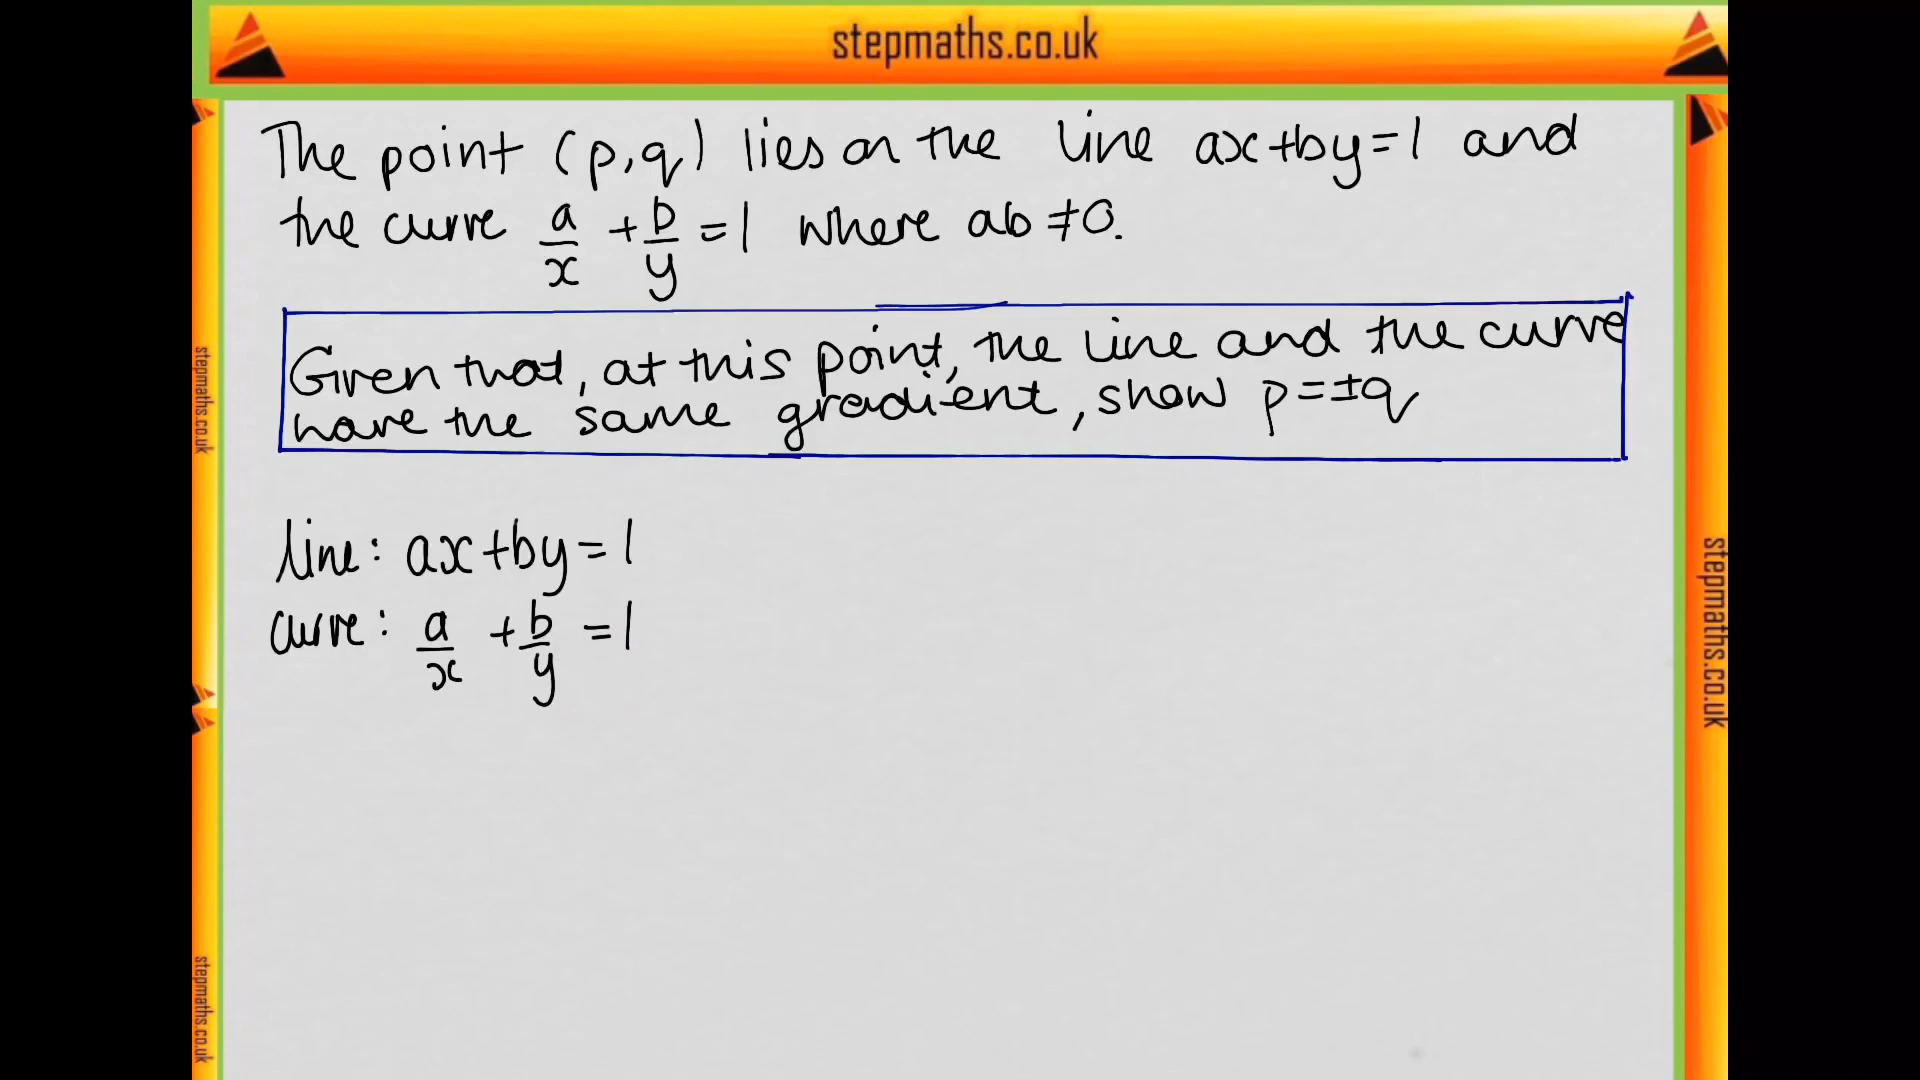 stepmaths.co.uk
The point (p,q) lies on the line ax+by=1 and
the curve a/x + b/y = 1 where ab ≠ 0.
Given that, at this point, the line and the curve
have the same gradient, show p=±q
line: ax+by=1
curve: a/x + b/y = 1
stepmaths.co.uk
stepmaths.co.uk
stepmaths.co.uk